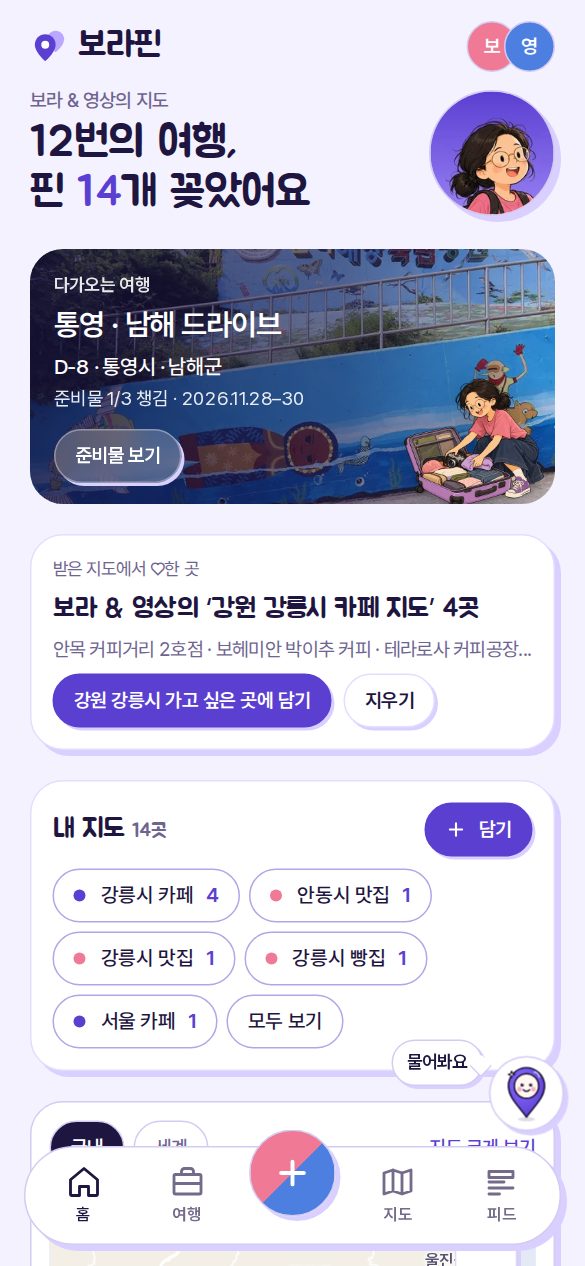 보라핀
보 영
보라 & 영상의 지도
12번의 여행,
핀 14개 꽂았어요
다가오는 여행
통영 · 남해 드라이브
D-8 · 통영시 · 남해군
준비물 1/3 챙김 · 2026.11.28–30
준비물 보기
받은 지도에서 ♡한 곳
보라 & 영상의 ‘강원 강릉시 카페 지도’ 4곳
안목 커피거리 2호점 · 보헤미안 박이추 커피 · 테라로사 커피공장...
강원 강릉시 가고 싶은 곳에 담기 지우기
내 지도 14곳
+ 담기
강릉시 카페 4 안동시 맛집 1
강릉시 맛집 1 강릉시 빵집 1
서울 카페 1 모두 보기
물어봐요
홈 여행 + 지도 피드